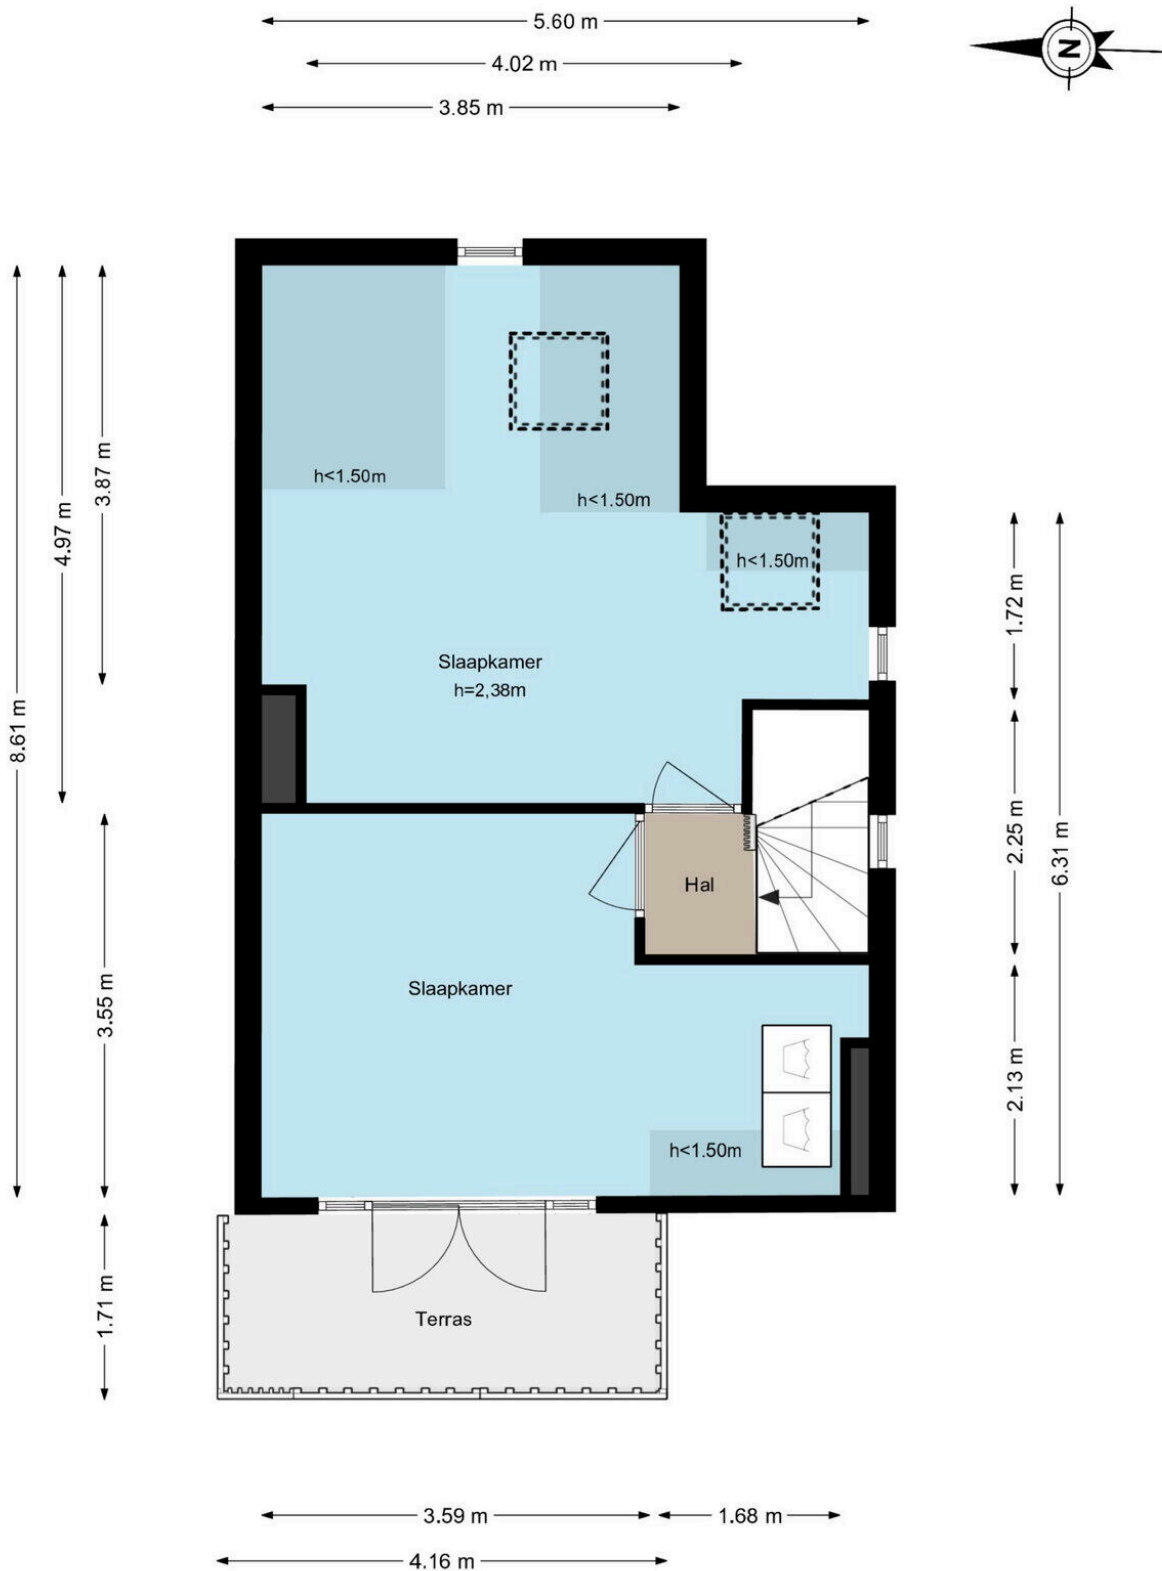 5.60 m
4.02 m
N
3.85 m
h<1.50m
h<1.50m
h<1.50m
3.87 m
4.97 m
8.61 m
1.72 m
Slaapkamer
h=2,38m
2.25 m
6.31 m
Hal
Slaapkamer
3.55 m
2.13 m
h<1.50m
1.71 m
Terras
3.59 m
1.68 m
4.16 m